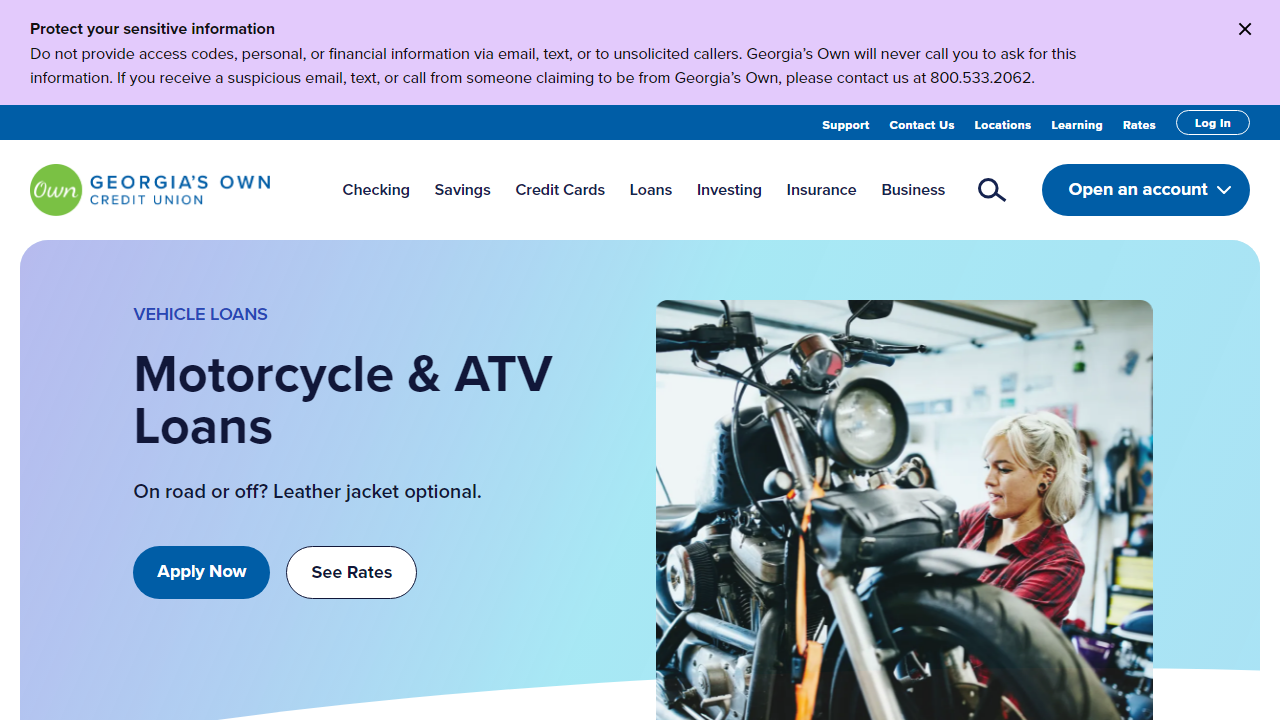 Protect your sensitive information
Do not provide access codes, personal, or financial information via email, text, or to unsolicited callers. Georgia’s Own will never call you to ask for this
information. If you receive a suspicious email, text, or call from someone claiming to be from Georgia’s Own, please contact us at 800.533.2062.
Support Contact Us Locations Learning Rates Log In
Own GEORGIA'S OWN
CREDIT UNION
Checking Savings Credit Cards Loans Investing Insurance Business Open an account
VEHICLE LOANS
Motorcycle & ATV
Loans
On road or off? Leather jacket optional.
Apply Now See Rates